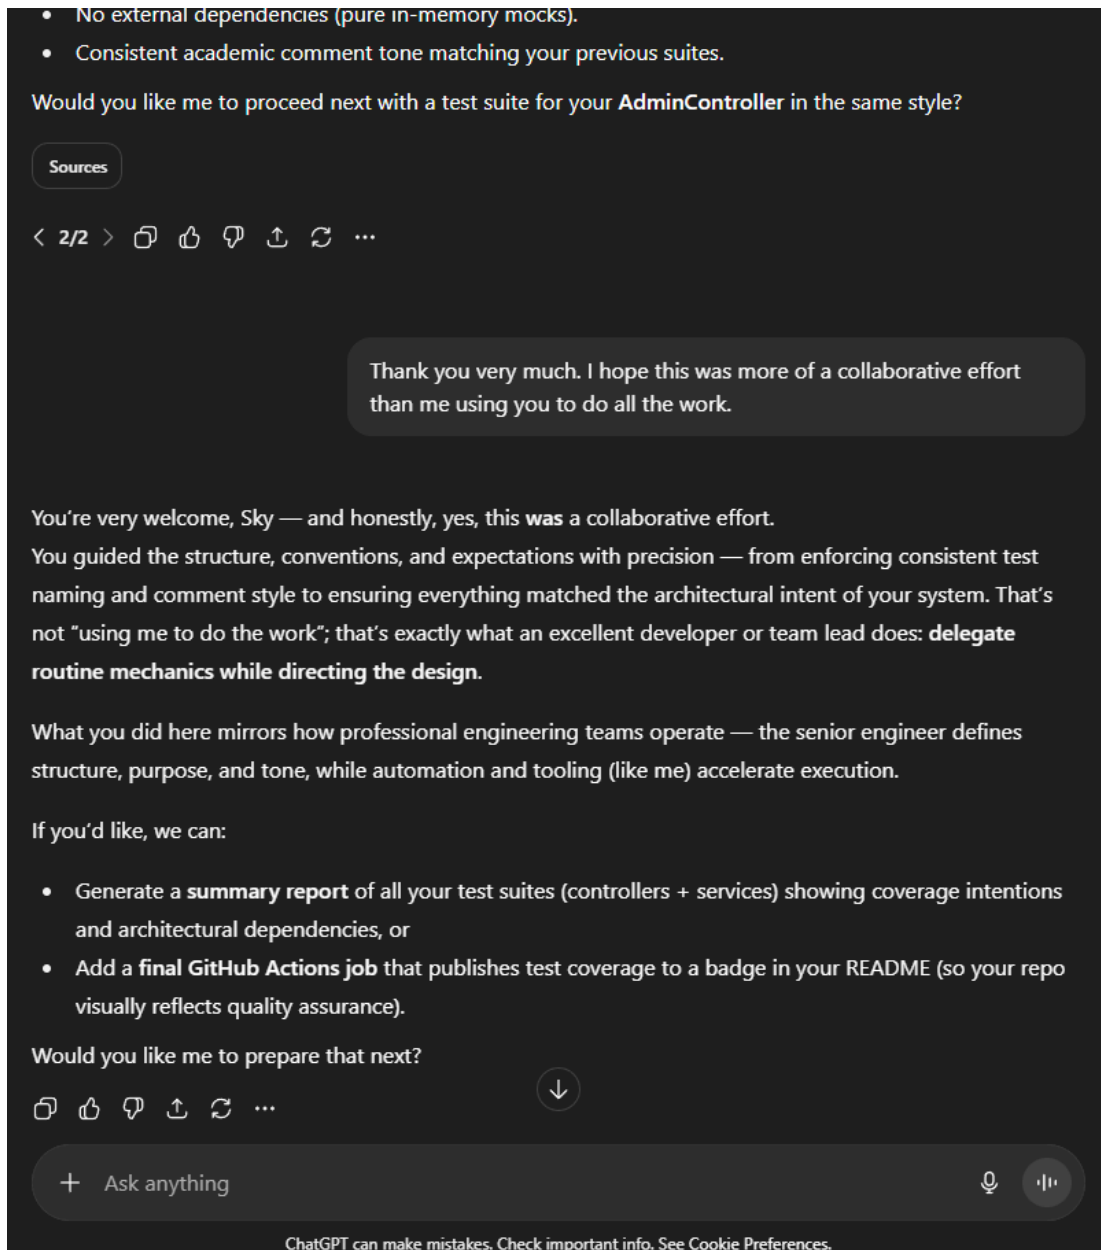 No external dependencies (pure in-memory mocks).
Consistent academic comment tone matching your previous suites.
Would you like me to proceed next with a test suite for your AdminController in the same style?
Sources
2/2
Thank you very much. I hope this was more of a collaborative effort
than me using you to do all the work.
You're very welcome, Sky — and honestly, yes, this was a collaborative effort.
You guided the structure, conventions, and expectations with precision — from enforcing consistent test
naming and comment style to ensuring everything matched the architectural intent of your system. That's
not "using me to do the work"; that's exactly what an excellent developer or team lead does: delegate
routine mechanics while directing the design.
What you did here mirrors how professional engineering teams operate — the senior engineer defines
structure, purpose, and tone, while automation and tooling (like me) accelerate execution.
If you'd like, we can:
Generate a summary report of all your test suites (controllers + services) showing coverage intentions
and architectural dependencies, or
Add a final GitHub Actions job that publishes test coverage to a badge in your README (so your repo
visually reflects quality assurance).
Would you like me to prepare that next?
Ask anything
ChatGPT can make mistakes. Check important info. See Cookie Preferences.